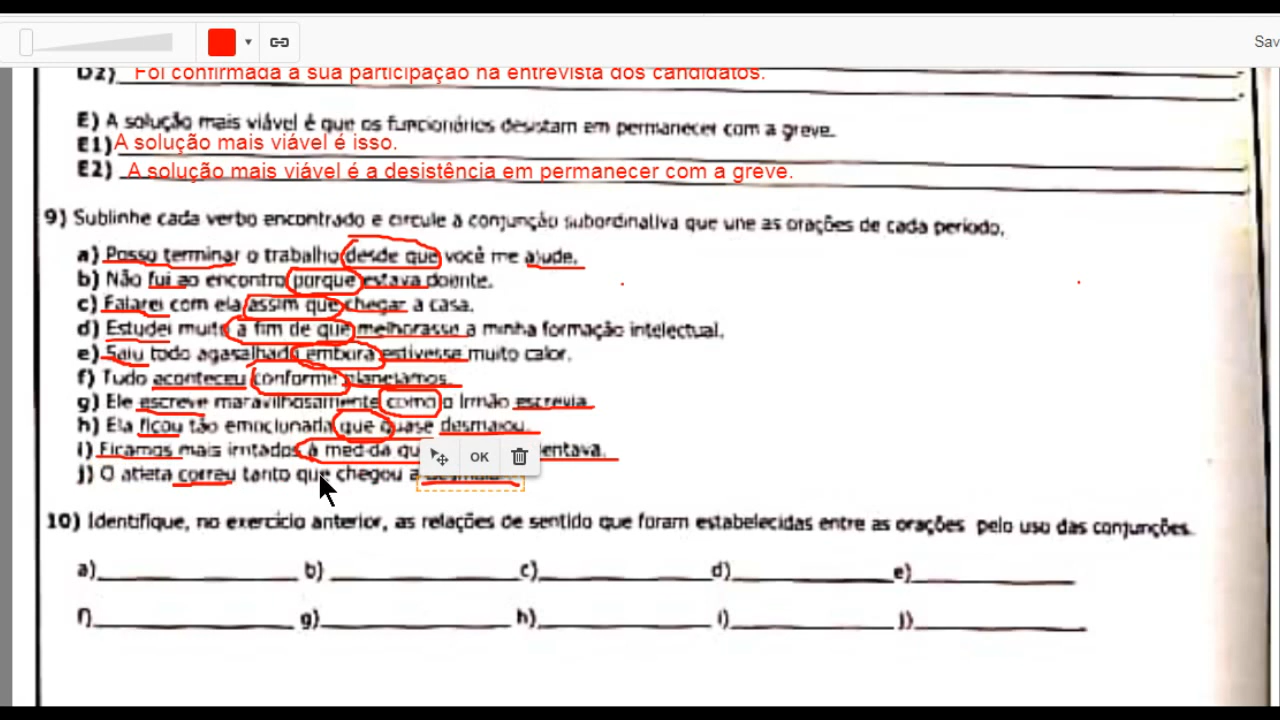 Sav
D2) Foi confirmada a sua participação na entrevista dos candidatos.
E) A solução mais viável é que os funcionários desistam em permanecer com a greve.
E1) A solução mais viável é isso.
E2) A solução mais viável é a desistência em permanecer com a greve.
9) Sublinhe cada verbo encontrado e circule a conjunção subordinativa que une as orações de cada período.
a) Posso terminar o trabalho desde que você me ajude.
b) Não fui ao encontro porque estava doente.
c) Falarei com ela assim que chegar a casa.
d) Estudei muito a fim de que melhorasse a minha formação intelectual.
e) Saiu todo agasalhado embora estivesse muito calor.
f) Tudo aconteceu conforme planejamos.
g) Ele escreve maravilhosamente como o irmão escrevia.
h) Ela ficou tão emocionada que quase desmaiou.
i) Ficamos mais irritados à medida qu entava.
OK
j) O atleta correu tanto que chegou a
10) Identifique, no exercício anterior, as relações de sentido que foram estabelecidas entre as orações pelo uso das conjunções.
a) b) c) d) e)
f) g) h) i) j)